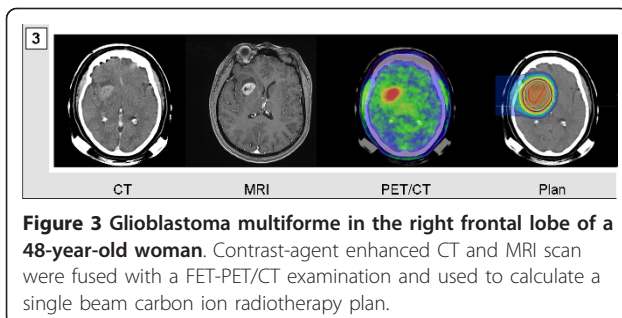 3
CT MRI PET/CT Plan
Figure 3 Glioblastoma multiforme in the right frontal lobe of a
48-year-old woman. Contrast-agent enhanced CT and MRI scan
were fused with a FET-PET/CT examination and used to calculate a
single beam carbon ion radiotherapy plan.